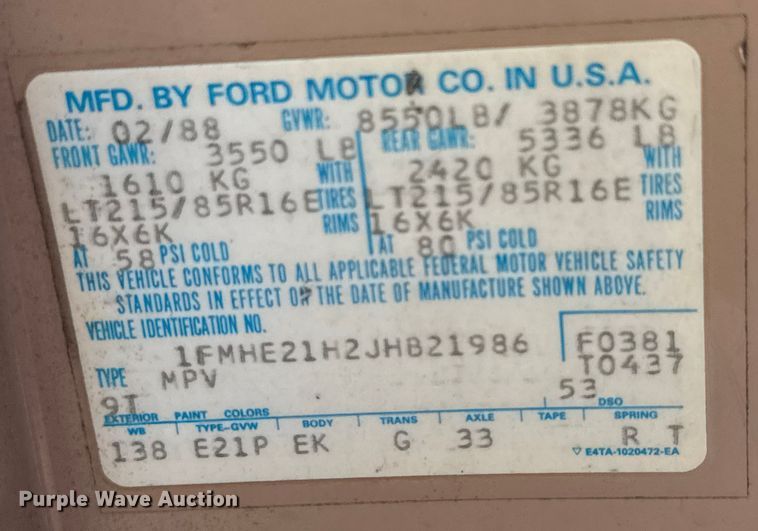 MFD. BY FORD MOTOR CO. IN U.S.A.
DATE: 02/88 GVWR: 8550LB/ 3878KG
FRONT GAWR: 3550 LB REAR GAWR: 5336 LB
1610 KG WITH 2420 KG WITH
LT215/85R16E TIRES LT215/85R16E TIRES
16X6K RIMS 16X6K RIMS
AT 58 PSI COLD AT 80 PSI COLD
THIS VEHICLE CONFORMS TO ALL APPLICABLE FEDERAL MOTOR VEHICLE SAFETY
STANDARDS IN EFFECT ON THE DATE OF MANUFACTURE SHOWN ABOVE.
VEHICLE IDENTIFICATION NO.
1FMHE21H2JHB21986 F0381
TYPE MPV T0437
9T 53
EXTERIOR PAINT COLORS DSO
WB TYPE-GVW BODY TRANS AXLE TAPE SPRING
138 E21P EK G 33 R T
E4TA-1020472-EA
Purple Wave Auction